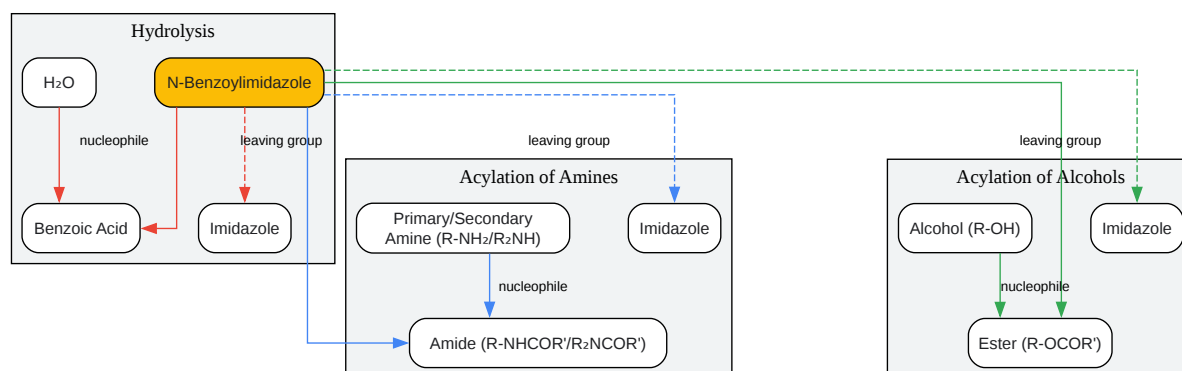 Hydrolysis
H₂O
N-Benzoylimidazole
nucleophile
leaving group
leaving group
leaving group
Benzoic Acid
Imidazole
Acylation of Amines
Primary/Secondary
Amine (R-NH₂/R₂NH)
Imidazole
nucleophile
Amide (R-NHCOR'/R₂NCOR')
Acylation of Alcohols
Alcohol (R-OH)
Imidazole
nucleophile
Ester (R-OCOR')